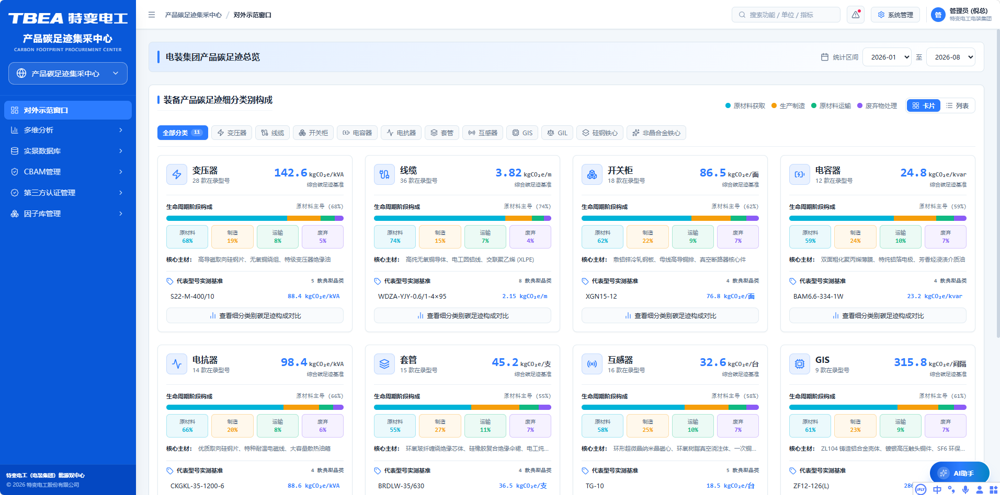 TBEA 特变电工
产品碳足迹集采中心
CARBON FOOTPRINT PROCUREMENT CENTER
产品碳足迹集采中心
对外示范窗口
多维分析
实景数据库
CBAM管理
第三方认证管理
因子库管理
特变电工（电装集团）能源双中心
© 2026 特变电工股份有限公司
产品碳足迹集采中心 / 对外示范窗口
搜索功能 / 单位 / 指标
系统管理
管
管理员 (倪总)
特变电工电装集团
电装集团产品碳足迹总览
统计区间 2026-01 至 2026-08
装备产品碳足迹细分类别构成
原材料获取 生产制造 原材料运输 废弃物处理
卡片 列表
全部分类 11 变压器 线缆 开关柜 电容器 电抗器 套管 互感器 GIS GIL 硅钢铁心 非晶合金铁心
变压器
28 款在录型号
142.6 kgCO₂e/kVA
综合碳足迹基准
生命周期阶段构成 原材料主导 (68%)
原材料 制造 运输 废弃
68% 19% 8% 5%
核心主材： 高导磁取向硅钢片、无氧铜绕组、特级变压器绝缘油
代表型号实测基准 5 款典型品类
S22-M-400/10 88.4 kgCO₂e/kVA
查看细分类别碳足迹构成对比
线缆
36 款在录型号
3.82 kgCO₂e/m
综合碳足迹基准
生命周期阶段构成 原材料主导 (74%)
原材料 制造 运输 废弃
74% 15% 7% 4%
核心主材： 高纯无氧铜导体、电工圆铝线、交联聚乙烯 (XLPE)
代表型号实测基准 8 款典型品类
WDZA-YJY-0.6/1-4×95 2.15 kgCO₂e/m
查看细分类别碳足迹构成对比
开关柜
18 款在录型号
86.5 kgCO₂e/面
综合碳足迹基准
生命周期阶段构成 原材料主导 (62%)
原材料 制造 运输 废弃
62% 22% 9% 7%
核心主材： 敷铝锌冷轧钢板、母线高导铜排、真空断路器核心件
代表型号实测基准 4 款典型品类
XGN15-12 76.8 kgCO₂e/面
查看细分类别碳足迹构成对比
电容器
12 款在录型号
24.8 kgCO₂e/kvar
综合碳足迹基准
生命周期阶段构成 原材料主导 (59%)
原材料 制造 运输 废弃
59% 24% 10% 7%
核心主材： 双面粗化聚丙烯薄膜、特纯铝箔电极、芳香烃浸渍介质油
代表型号实测基准 4 款典型品类
BAM6.6-334-1W 23.2 kgCO₂e/kvar
查看细分类别碳足迹构成对比
电抗器
14 款在录型号
98.4 kgCO₂e/kVA
综合碳足迹基准
生命周期阶段构成 原材料主导 (66%)
原材料 制造 运输 废弃
66% 20% 8% 6%
核心主材： 优质取向硅钢片、特种耐温电磁线、大容量散热油箱
代表型号实测基准 4 款典型品类
CKGKL-35-1200-6 88.6 kgCO₂e/kVA
套管
15 款在录型号
45.2 kgCO₂e/支
综合碳足迹基准
生命周期阶段构成 原材料主导 (55%)
原材料 制造 运输 废弃
55% 27% 11% 7%
核心主材： 环氧玻纤缠绕绝缘芯体、硅橡胶复合绝缘伞裙、电工纯...
代表型号实测基准 4 款典型品类
BRDLW-35/630 36.5 kgCO₂e/支
互感器
16 款在录型号
32.6 kgCO₂e/台
综合碳足迹基准
生命周期阶段构成 原材料主导 (58%)
原材料 制造 运输 废弃
58% 25% 10% 7%
核心主材： 环形超微晶纳米晶磁心、环氧树脂真空浇注体、一次铜...
代表型号实测基准 5 款典型品类
TG-10 18.5 kgCO₂e/台
GIS
9 款在录型号
315.8 kgCO₂e/间隔
综合碳足迹基准
生命周期阶段构成 原材料主导 (61%)
原材料 制造 运输 废弃
61% 23% 9% 7%
核心主材： ZL104 铸造铝合金壳体、镀银高压触头铜件、SF6 环保...
代表型号实测基准
ZF12-126(L) 286
AI助手
iFLY 中